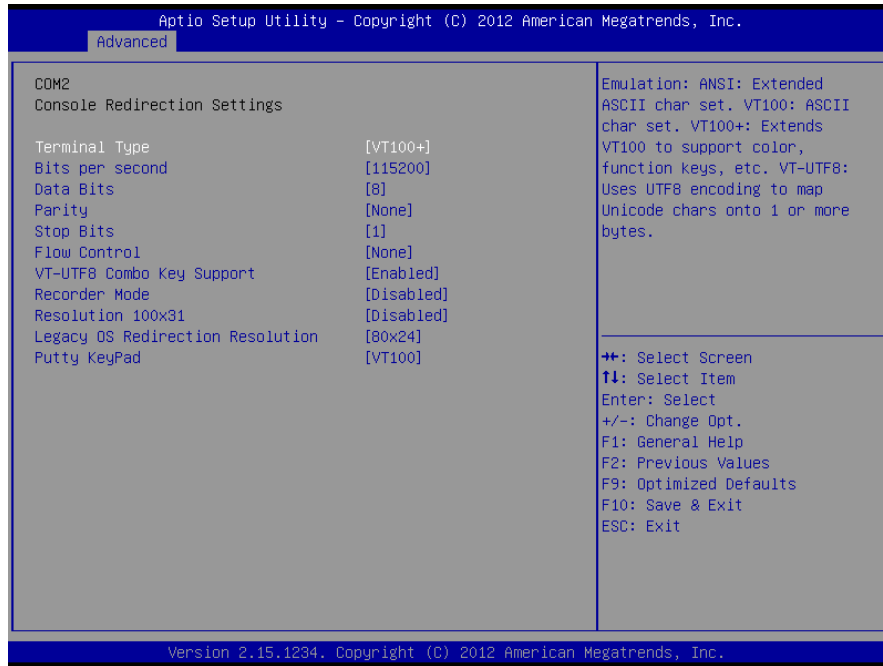 Aptio Setup Utility – Copyright (C) 2012 American Megatrends, Inc.
Advanced
COM2
Console Redirection Settings
Terminal Type [VT100+]
Bits per second [115200]
Data Bits [8]
Parity [None]
Stop Bits [1]
Flow Control [None]
VT-UTF8 Combo Key Support [Enabled]
Recorder Mode [Disabled]
Resolution 100x31 [Disabled]
Legacy OS Redirection Resolution [80x24]
Putty KeyPad [VT100]
Emulation: ANSI: Extended
ASCII char set. VT100: ASCII
char set. VT100+: Extends
VT100 to support color,
function keys, etc. VT-UTF8:
Uses UTF8 encoding to map
Unicode chars onto 1 or more
bytes.
→←: Select Screen
↑↓: Select Item
Enter: Select
+/-: Change Opt.
F1: General Help
F2: Previous Values
F9: Optimized Defaults
F10: Save & Exit
ESC: Exit
Version 2.15.1234. Copyright (C) 2012 American Megatrends, Inc.